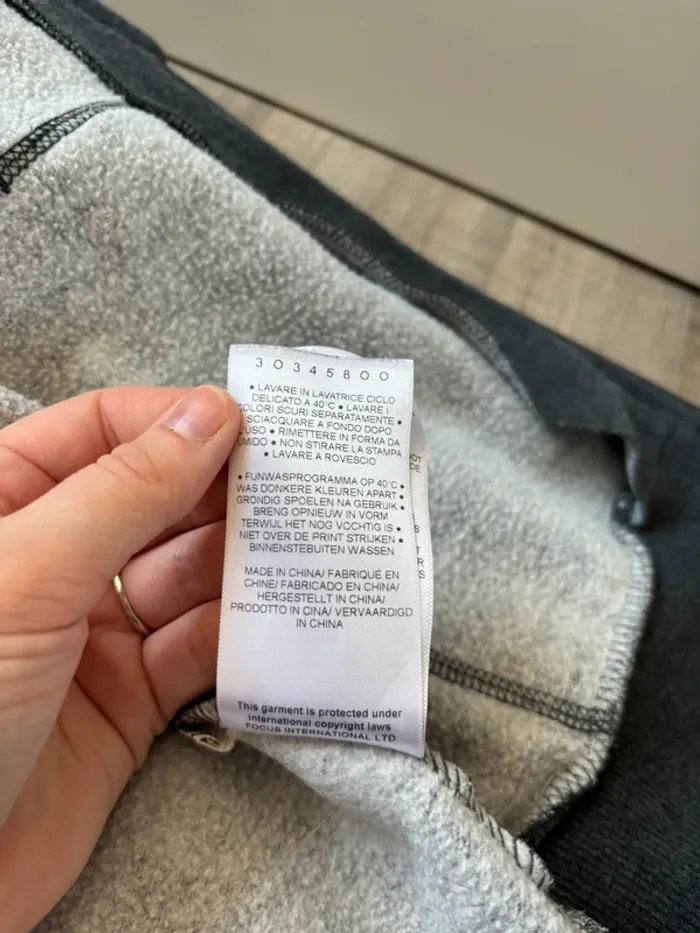 30345800
• LAVARE IN LAVATRICE CICLO
DELICATO A 40°C • LAVARE I
COLORI SCURI SEPARATAMENTE •
SCIACQUARE A FONDO DOPO
L'USO • RIMETTERE IN FORMA DA
UMIDO • NON STIRARE LA STAMPA
• LAVARE A ROVESCIO
• FIJNWASPROGRAMMA OP 40°C •
WAS DONKERE KLEUREN APART •
GRONDIG SPOELEN NA GEBRUIK •
BRENG OPNIEUW IN VORM
TERWIJL HET NOG VOCHTIG IS •
NIET OVER DE PRINT STRIJKEN •
BINNENSTEBUITEN WASSEN
MADE IN CHINA/ FABRIQUÉ EN
CHINE/ FABRICADO EN CHINA/
HERGESTELLT IN CHINA/
PRODOTTO IN CINA/ VERVAARDIGD
IN CHINA
This garment is protected under
international copyright laws
FOCUS INTERNATIONAL LTD